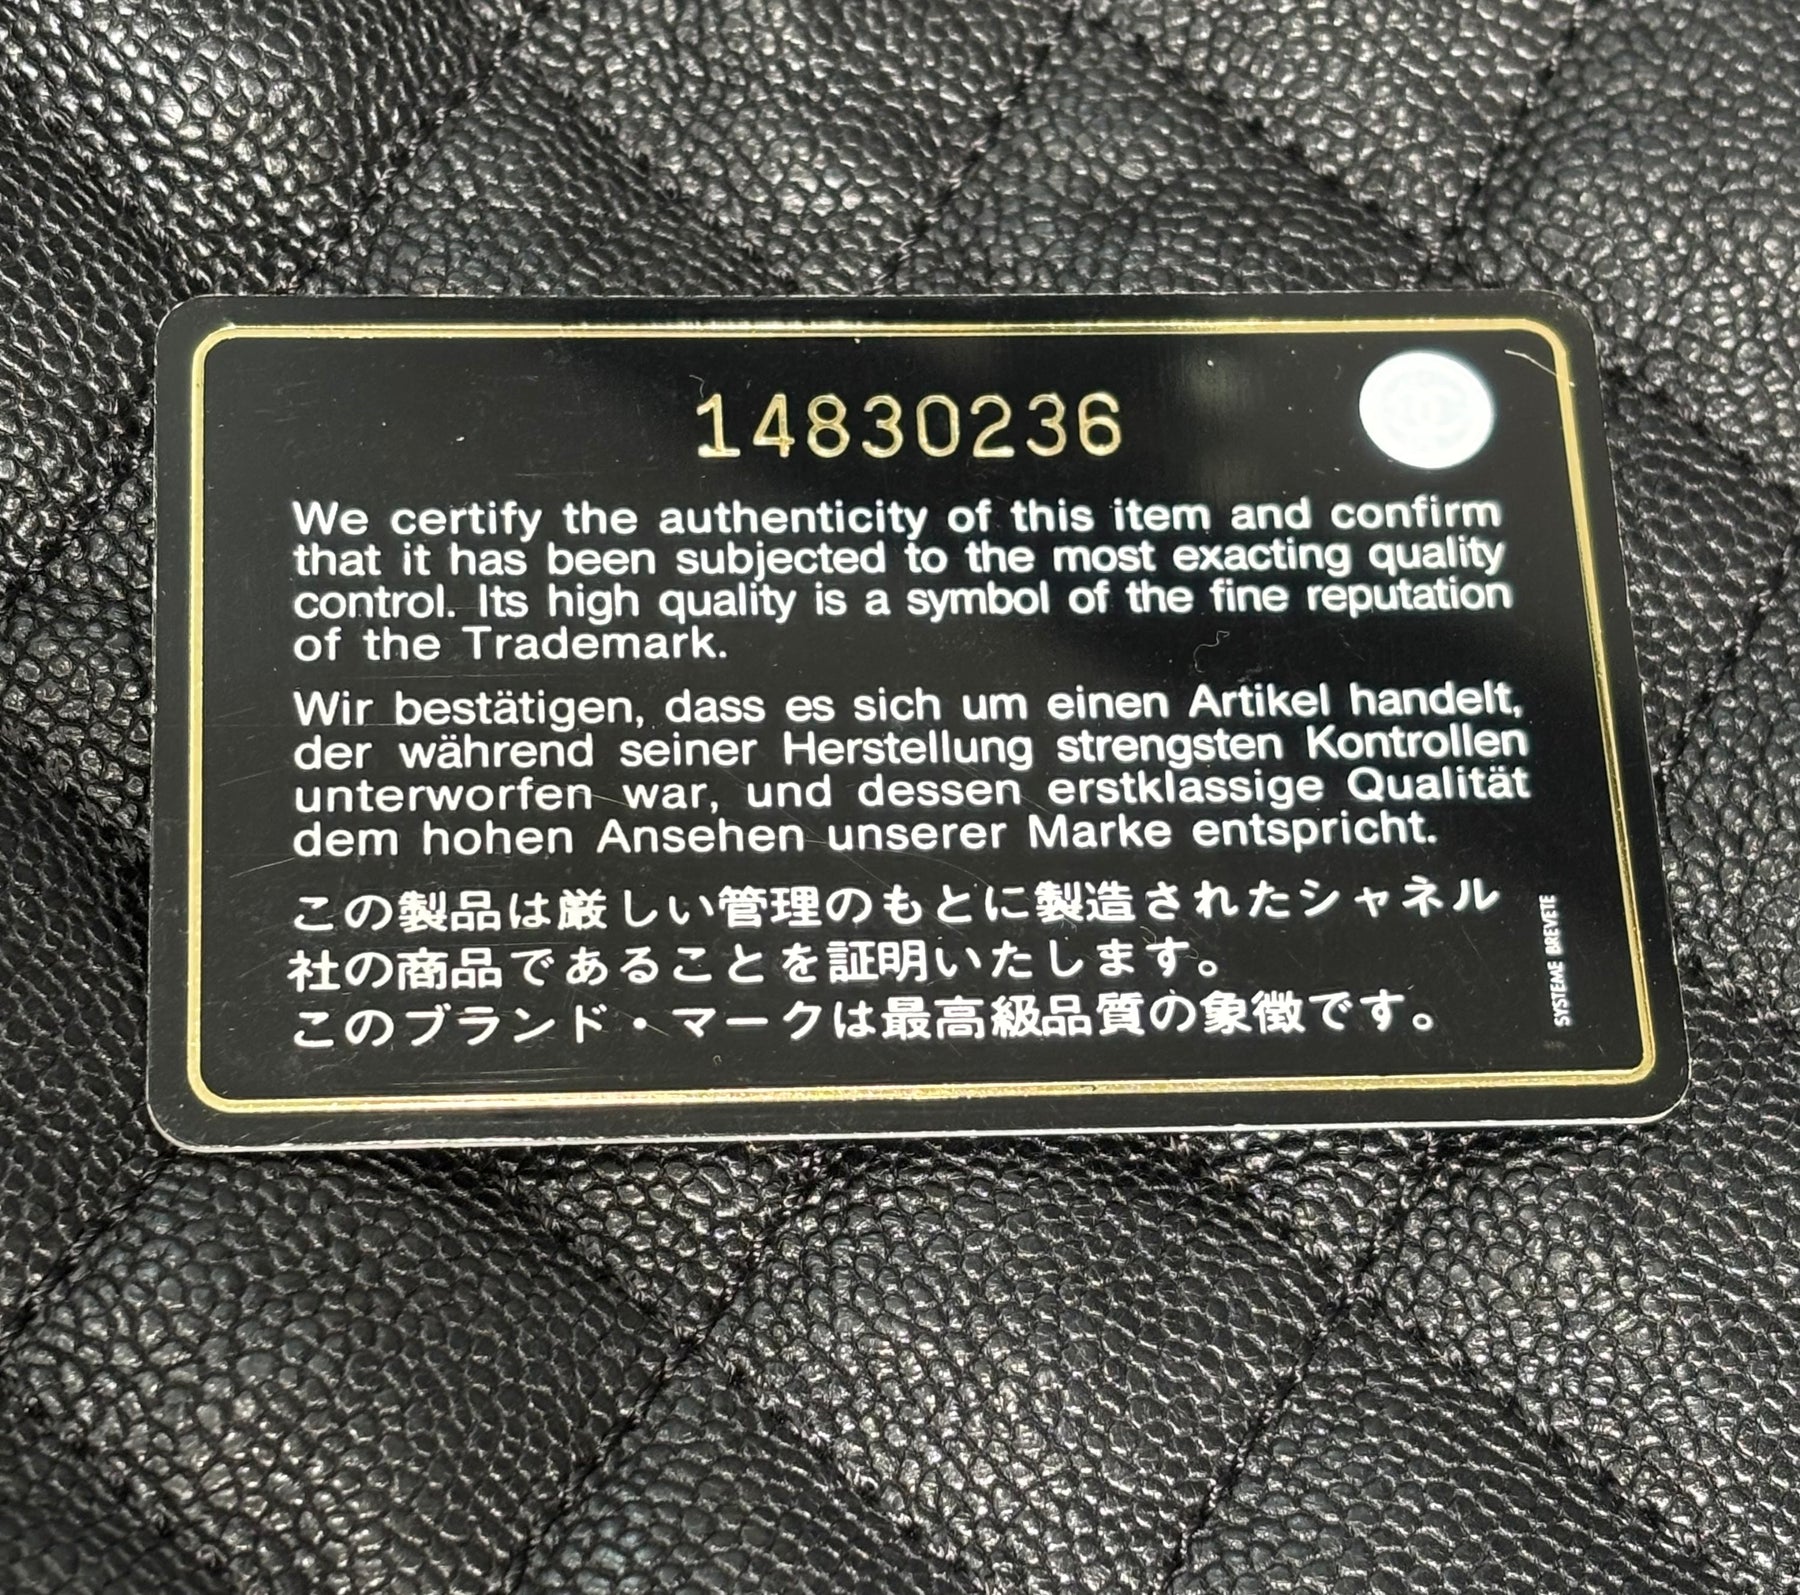 14830236
We certify the authenticity of this item and confirm
that it has been subjected to the most exacting quality
control. Its high quality is a symbol of the fine reputation
of the Trademark.
Wir bestätigen, dass es sich um einen Artikel handelt,
der während seiner Herstellung strengsten Kontrollen
unterworfen war, und dessen erstklassige Qualität
dem hohen Ansehen unserer Marke entspricht.
この製品は厳しい管理のもとに製造されたシャネル
社の商品であることを証明いたします。
このブランド・マークは最高級品質の象徴です。
SYSTEME BREVETE